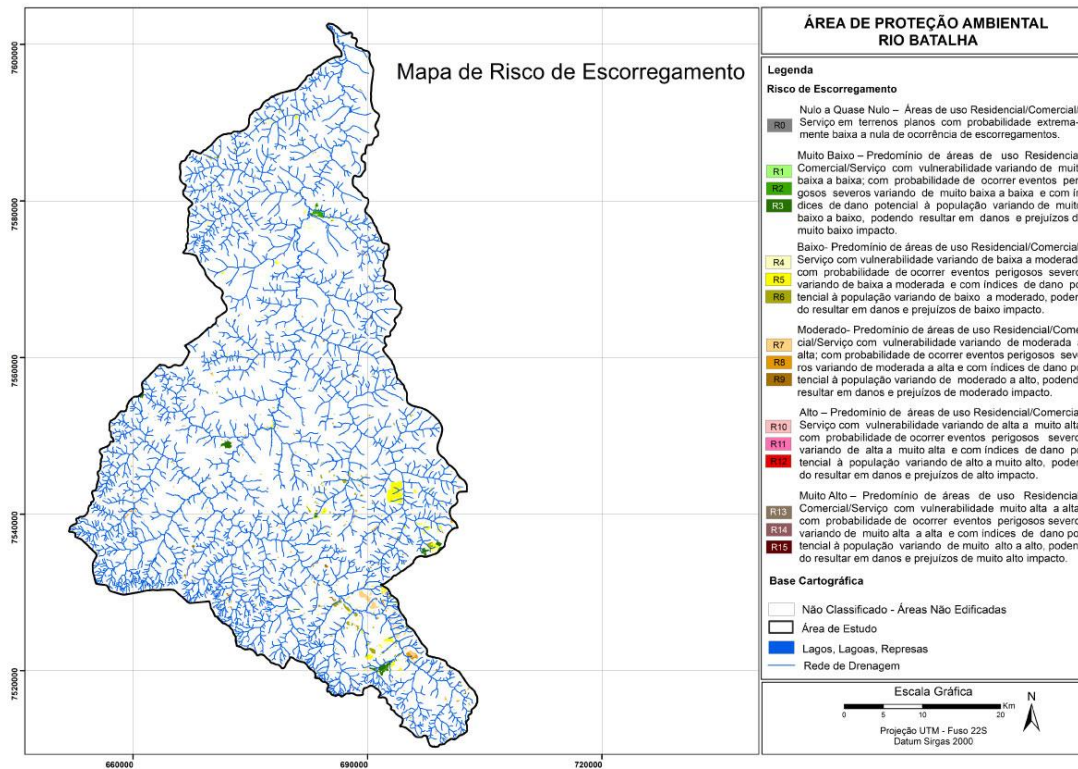 ÁREA DE PROTEÇÃO AMBIENTAL
RIO BATALHA
Mapa de Risco de Escorregamento
Legenda
Risco de Escorregamento
Nulo a Quase Nulo – Áreas de uso Residencial/Comercial/
R0 Serviço em terrenos planos com probabilidade extrema-
mente baixa a nula de ocorrência de escorregamentos.
Muito Baixo – Predomínio de áreas de uso Residencial
R1 Comercial/Serviço com vulnerabilidade variando de muit
baixa a baixa; com probabilidade de ocorrer eventos peri
R2 gosos severos variando de muito baixa a baixa e com ín
R3 dices de dano potencial à população variando de muito
baixo a baixo, podendo resultar em danos e prejuízos d
muito baixo impacto.
Baixo- Predomínio de áreas de uso Residencial/Comercial
R4 Serviço com vulnerabilidade variando de baixa a moderad
com probabilidade de ocorrer eventos perigosos severo
R5 variando de baixa a moderada e com índices de dano po
R6 tencial à população variando de baixo a moderado, poden
do resultar em danos e prejuízos de baixo impacto.
Moderado- Predomínio de áreas de uso Residencial/Come
R7 cial/Serviço com vulnerabilidade variando de moderada
alta; com probabilidade de ocorrer eventos perigosos seve
R8 ros variando de moderada a alta e com índices de dano po
R9 tencial à população variando de moderado a alto, podend
resultar em danos e prejuízos de moderado impacto.
Alto – Predomínio de áreas de uso Residencial/Comercia
R10 Serviço com vulnerabilidade variando de alta a muito alta
com probabilidade de ocorrer eventos perigosos severo
R11 variando de alta a muito alta e com índices de dano po
R12 tencial à população variando de alto a muito alto, poden
do resultar em danos e prejuízos de alto impacto.
Muito Alto – Predomínio de áreas de uso Residencial
R13 Comercial/Serviço com vulnerabilidade muito alta a alta
com probabilidade de ocorrer eventos perigosos severo
R14 variando de muito alta a alta e com índices de dano po
R15 tencial à população variando de muito alto a alto, poden
do resultar em danos e prejuízos de muito alto impacto.
Base Cartográfica
Não Classificado - Áreas Não Edificadas
Área de Estudo
Lagos, Lagoas, Represas
Rede de Drenagem
Escala Gráfica
N
Km
0 5 10 20
Projeção UTM - Fuso 22S
Datum Sirgas 2000
7600000
7580000
7560000
7540000
7520000
660000 690000 720000